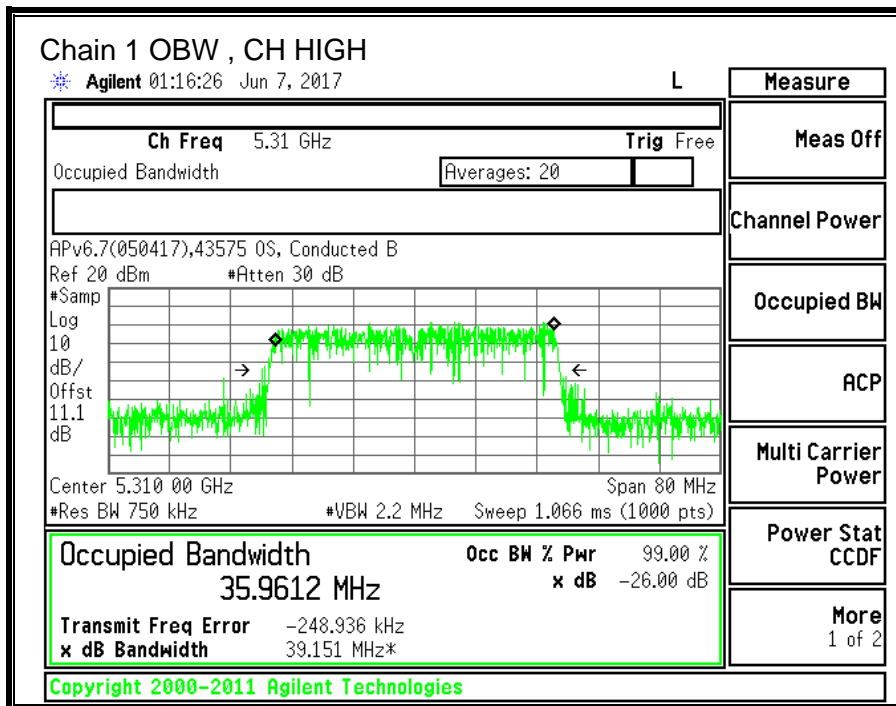 Chain 1 OBW , CH HIGH
Agilent 01:16:26 Jun 7, 2017 L
Measure
Ch Freq 5.31 GHz Trig Free
Occupied Bandwidth Averages: 20
APv6.7(050417),43575 OS, Conducted B
Ref 20 dBm #Atten 30 dB
#Samp
Log
10
dB/
Offst
11.1
dB
Center 5.310 00 GHz Span 80 MHz
#Res BW 750 kHz #VBW 2.2 MHz Sweep 1.066 ms (1000 pts)
Occupied Bandwidth Occ BW % Pwr 99.00 %
35.9612 MHz x dB -26.00 dB
Transmit Freq Error -248.936 kHz
x dB Bandwidth 39.151 MHz*
Meas Off
Channel Power
Occupied BW
ACP
Multi Carrier
Power
Power Stat
CCDF
More
1 of 2
Copyright 2000-2011 Agilent Technologies